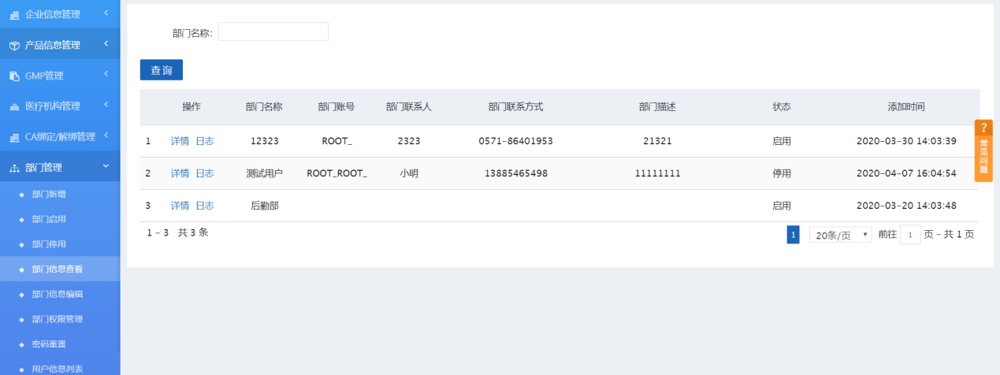 企业信息管理
产品信息管理
GMP管理
医疗机构管理
CA绑定/解绑管理
部门管理
部门新增
部门启用
部门停用
部门信息查看
部门信息编辑
部门权限管理
密码重置
用户信息列表
部门名称：
查询
操作 部门名称 部门账号 部门联系人 部门联系方式 部门描述 状态 添加时间
1 详情 日志 12323 ROOT_ 2323 0571-86401953 21321 启用 2020-03-30 14:03:39
2 详情 日志 测试用户 ROOT_ROOT_ 小明 13885465498 11111111 停用 2020-04-07 16:04:54
3 详情 日志 后勤部 启用 2020-03-20 14:03:48
1 - 3 共 3 条
1 20条/页 前往 1 页 - 共 1 页
?
常见问题